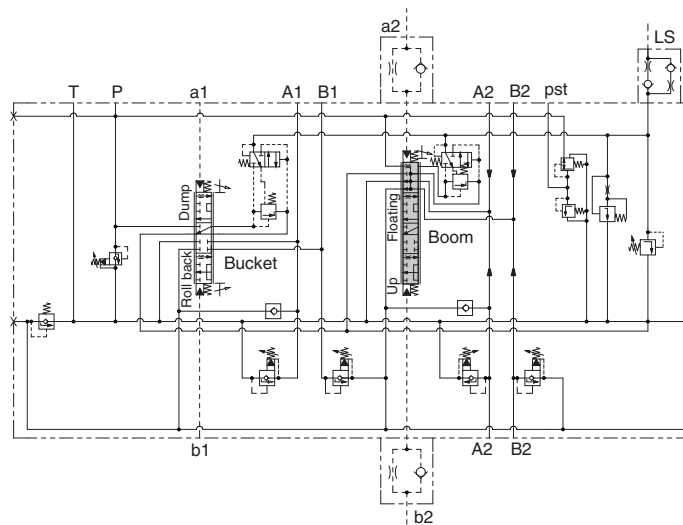 a2
LS
T P a1 A1 B1 A2 B2 pst
Dump
Bucket
Roll back
Floating
Boom
Up
b1 A2 B2
b2